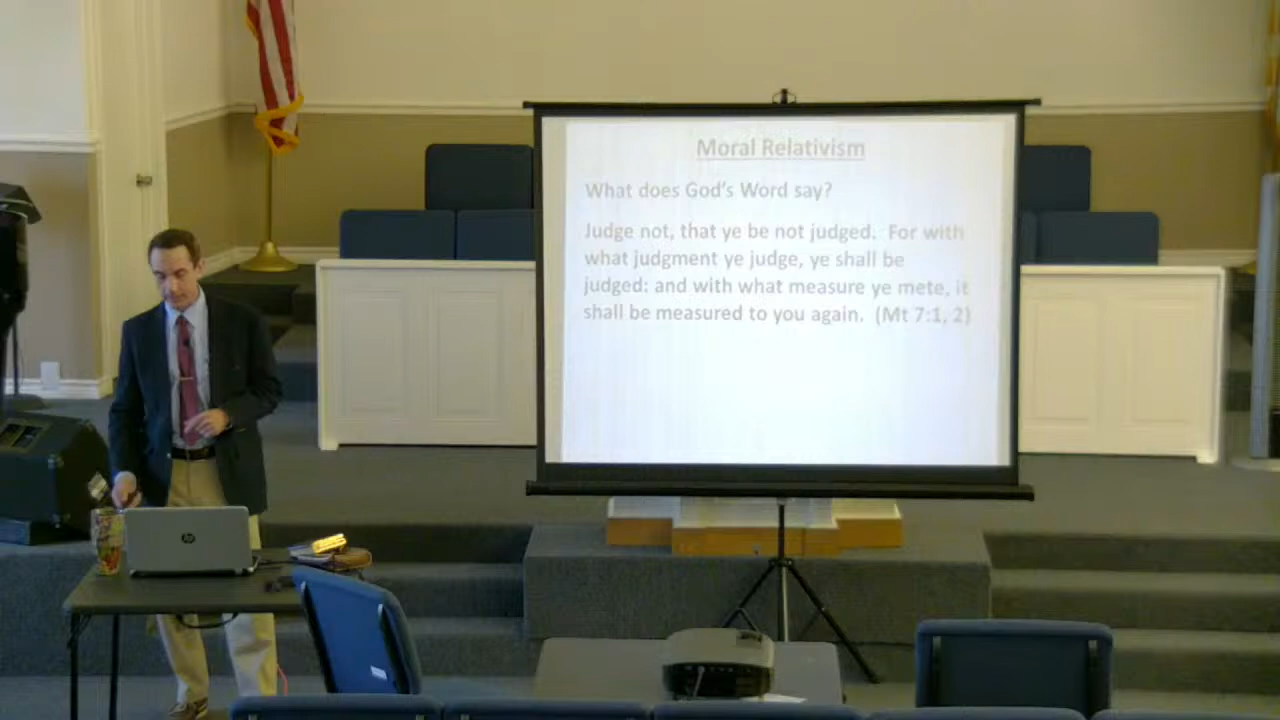 Moral Relativism
What does God's Word say?
Judge not, that ye be not judged. For with
what judgment ye judge, ye shall be
judged: and with what measure ye mete, it
shall be measured to you again. (Mt 7:1, 2)
hp